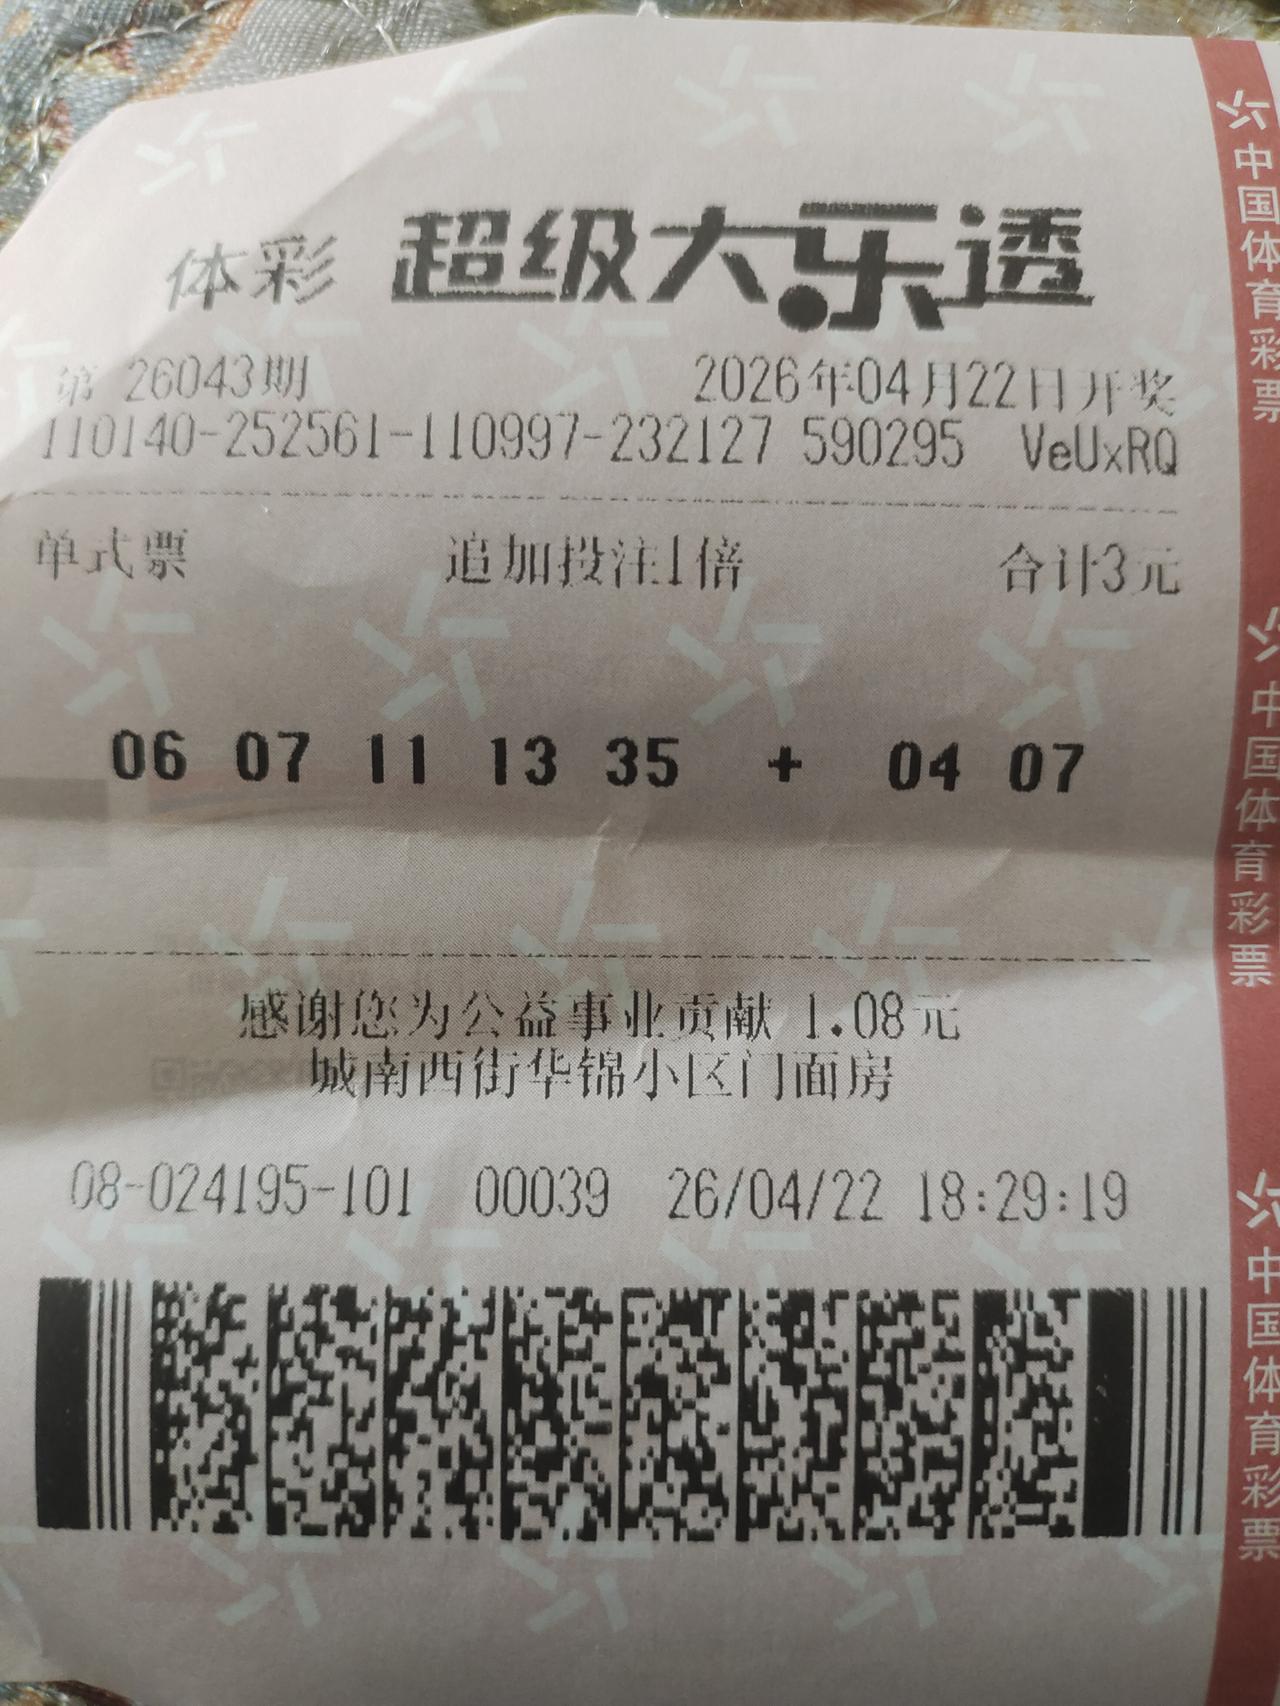 体彩 超级大乐透
第 26043期 2026年04月22日开奖
110140-252561-110997-232127 590295 VeUxRQ
单式票 追加投注1倍 合计3元
06 07 11 13 35 + 04 07
感谢您为公益事业贡献 1.08元
城南西街华锦小区门面房
08-024195-101 00039 26/04/22 18:29:19
中国体育彩票
中国体育彩票
中国体育彩票